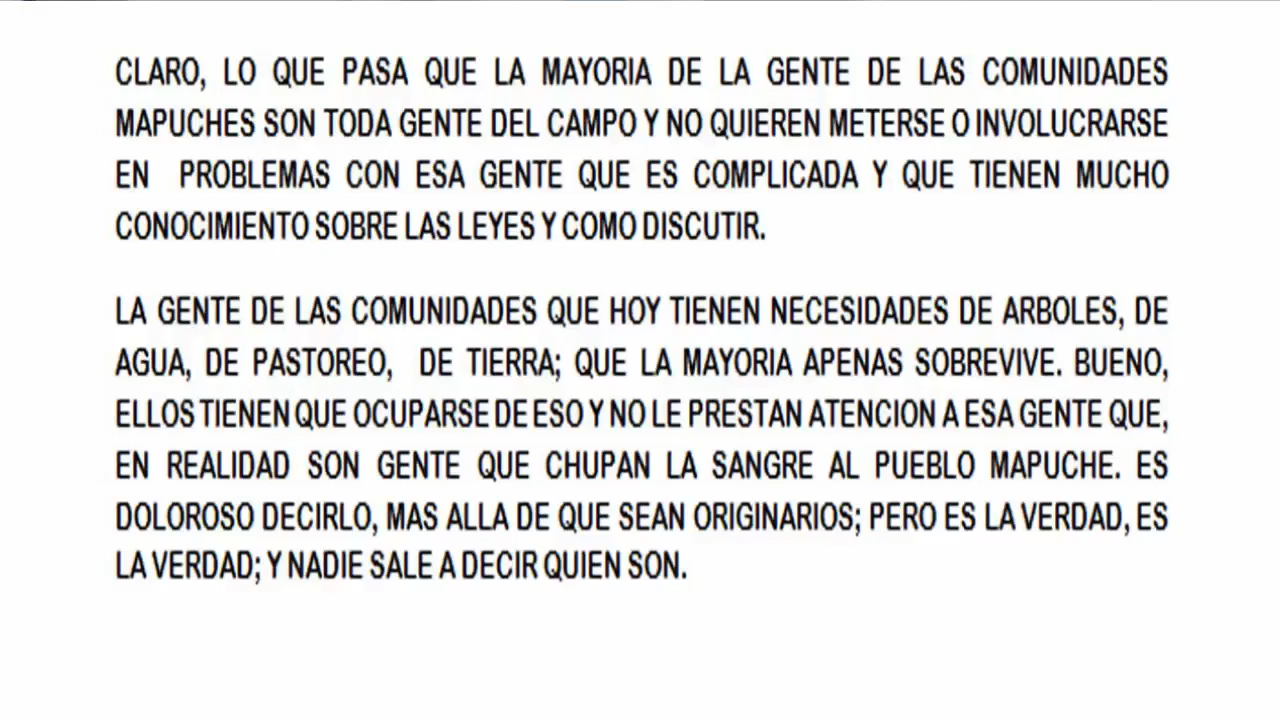 CLARO, LO QUE PASA QUE LA MAYORIA DE LA GENTE DE LAS COMUNIDADES
MAPUCHES SON TODA GENTE DEL CAMPO Y NO QUIEREN METERSE O INVOLUCRARSE
EN PROBLEMAS CON ESA GENTE QUE ES COMPLICADA Y QUE TIENEN MUCHO
CONOCIMIENTO SOBRE LAS LEYES Y COMO DISCUTIR.
LA GENTE DE LAS COMUNIDADES QUE HOY TIENEN NECESIDADES DE ARBOLES, DE
AGUA, DE PASTOREO, DE TIERRA; QUE LA MAYORIA APENAS SOBREVIVE. BUENO,
ELLOS TIENEN QUE OCUPARSE DE ESO Y NO LE PRESTAN ATENCION A ESA GENTE QUE,
EN REALIDAD SON GENTE QUE CHUPAN LA SANGRE AL PUEBLO MAPUCHE. ES
DOLOROSO DECIRLO, MAS ALLA DE QUE SEAN ORIGINARIOS; PERO ES LA VERDAD, ES
LA VERDAD; Y NADIE SALE A DECIR QUIEN SON.